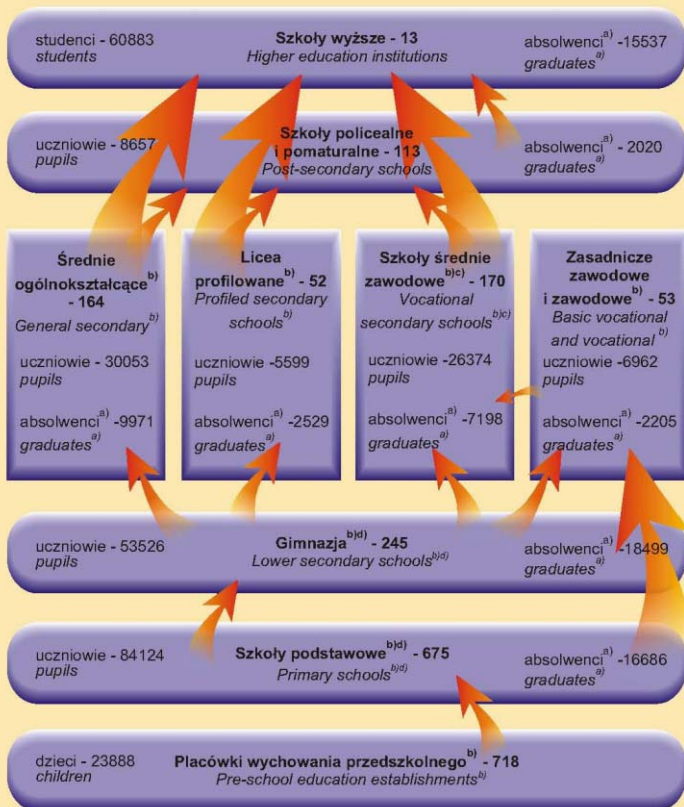 studenci - 60883
students
Szkoły wyższe - 13
Higher education institutions
absolwenci a) -15537
graduates a)
uczniowie - 8657
pupils
Szkoły policealne
i pomaturalne - 113
Post-secondary schools
absolwenci a) - 2020
graduates a)
Średnie
ogólnokształcące b)
- 164
General secondary b)
uczniowie - 30053
pupils
absolwenci a) -9971
graduates a)
Licea
profilowane b) - 52
Profiled secondary
schools b)
uczniowie -5599
pupils
absolwenci a) -2529
graduates a)
Szkoły średnie
zawodowe b)c) - 170
Vocational
secondary schools b)c)
uczniowie -26374
pupils
absolwenci a) -7198
graduates a)
Zasadnicze
zawodowe
i zawodowe b) - 53
Basic vocational
and vocational b)
uczniowie -6962
pupils
absolwenci a) -2205
graduates a)
uczniowie - 53526
pupils
Gimnazja b)d) - 245
Lower secondary schools b)d)
absolwenci a) -18499
graduates a)
uczniowie - 84124
pupils
Szkoły podstawowe b)d) - 675
Primary schools b)d)
absolwenci a) -16686
graduates a)
dzieci - 23888
children
Placówki wychowania przedszkolnego b) - 718
Pre-school education establishments b)